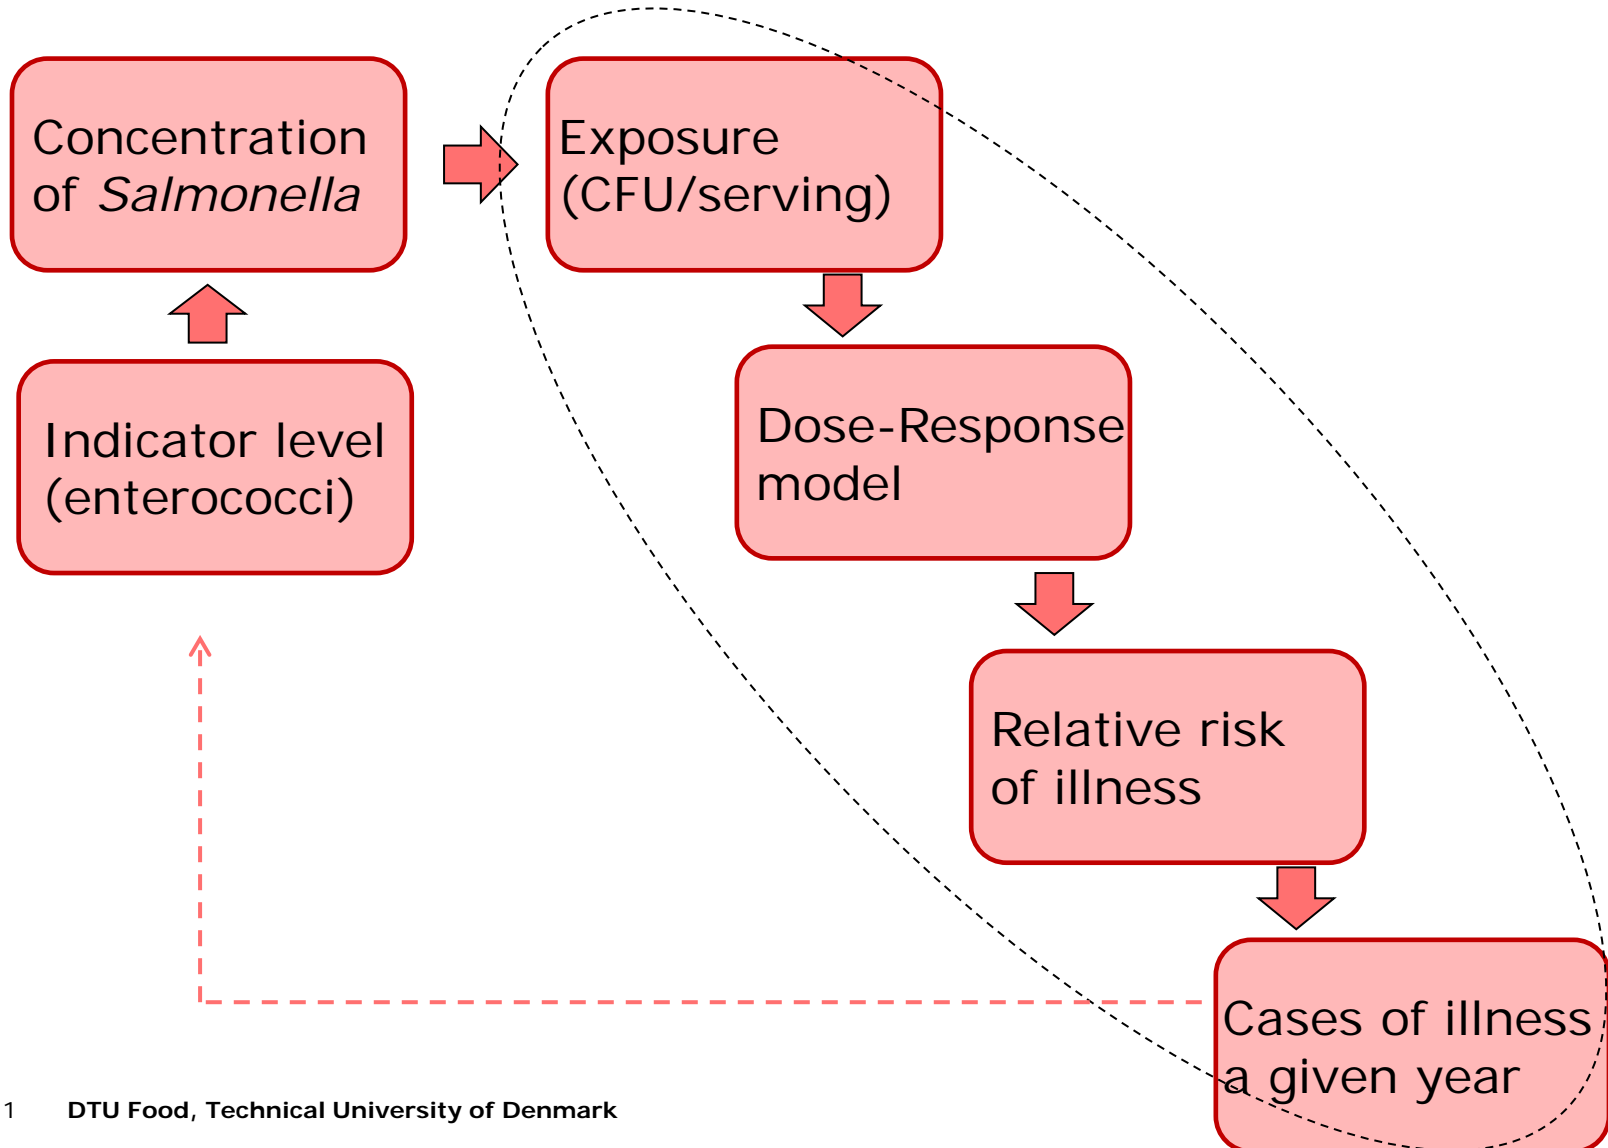 Concentration
of Salmonella
Exposure
(CFU/serving)
Indicator level
(enterococci)
Dose-Response
model
Relative risk
of illness
Cases of illness
a given year
1 DTU Food, Technical University of Denmark